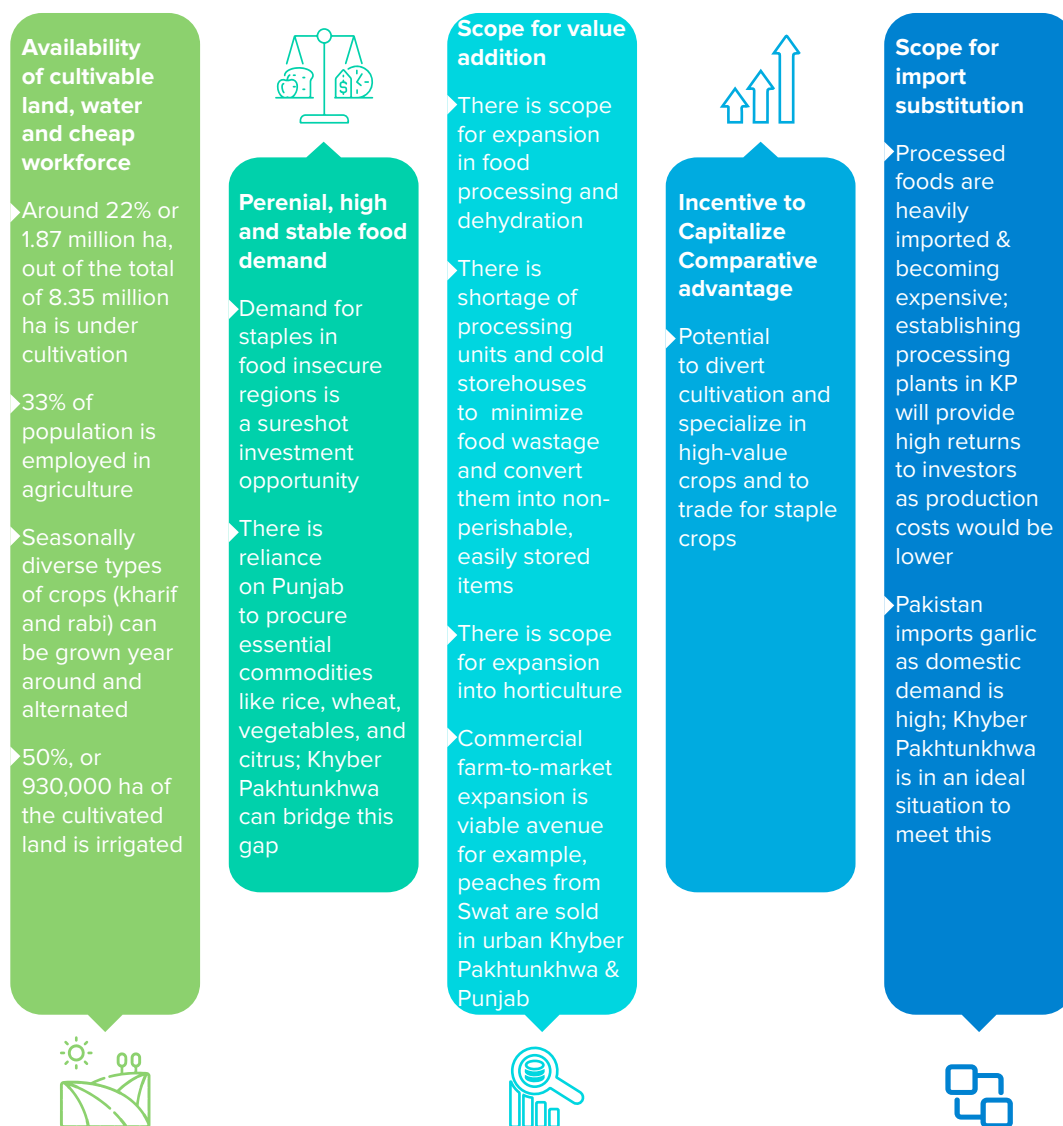 Availability
of cultivable
land, water
and cheap
workforce
Around 22% or
1.87 million ha,
out of the total
of 8.35 million
ha is under
cultivation
33% of
population is
employed in
agriculture
Seasonally
diverse types
of crops (kharif
and rabi) can
be grown year
around and
alternated
50%, or
930,000 ha of
the cultivated
land is irrigated
$
Perenial, high
and stable food
demand
Demand for
staples in
food insecure
regions is
a sureshot
investment
opportunity
There is
reliance
on Punjab
to procure
essential
commodities
like rice, wheat,
vegetables, and
citrus; Khyber
Pakhtunkhwa
can bridge this
gap
Scope for value
addition
There is scope
for expansion
in food
processing and
dehydration
There is
shortage of
processing
units and cold
storehouses
to minimize
food wastage
and convert
them into non-
perishable,
easily stored
items
There is scope
for expansion
into horticulture
Commercial
farm-to-market
expansion is
viable avenue
for example,
peaches from
Swat are sold
in urban Khyber
Pakhtunkhwa &
Punjab
Incentive to
Capitalize
Comparative
advantage
Potential
to divert
cultivation and
specialize in
high-value
crops and to
trade for staple
crops
Scope for
import
substitution
Processed
foods are
heavily
imported &
becoming
expensive;
establishing
processing
plants in KP
will provide
high returns
to investors
as production
costs would be
lower
Pakistan
imports garlic
as domestic
demand is
high; Khyber
Pakhtunkhwa
is in an ideal
situation to
meet this